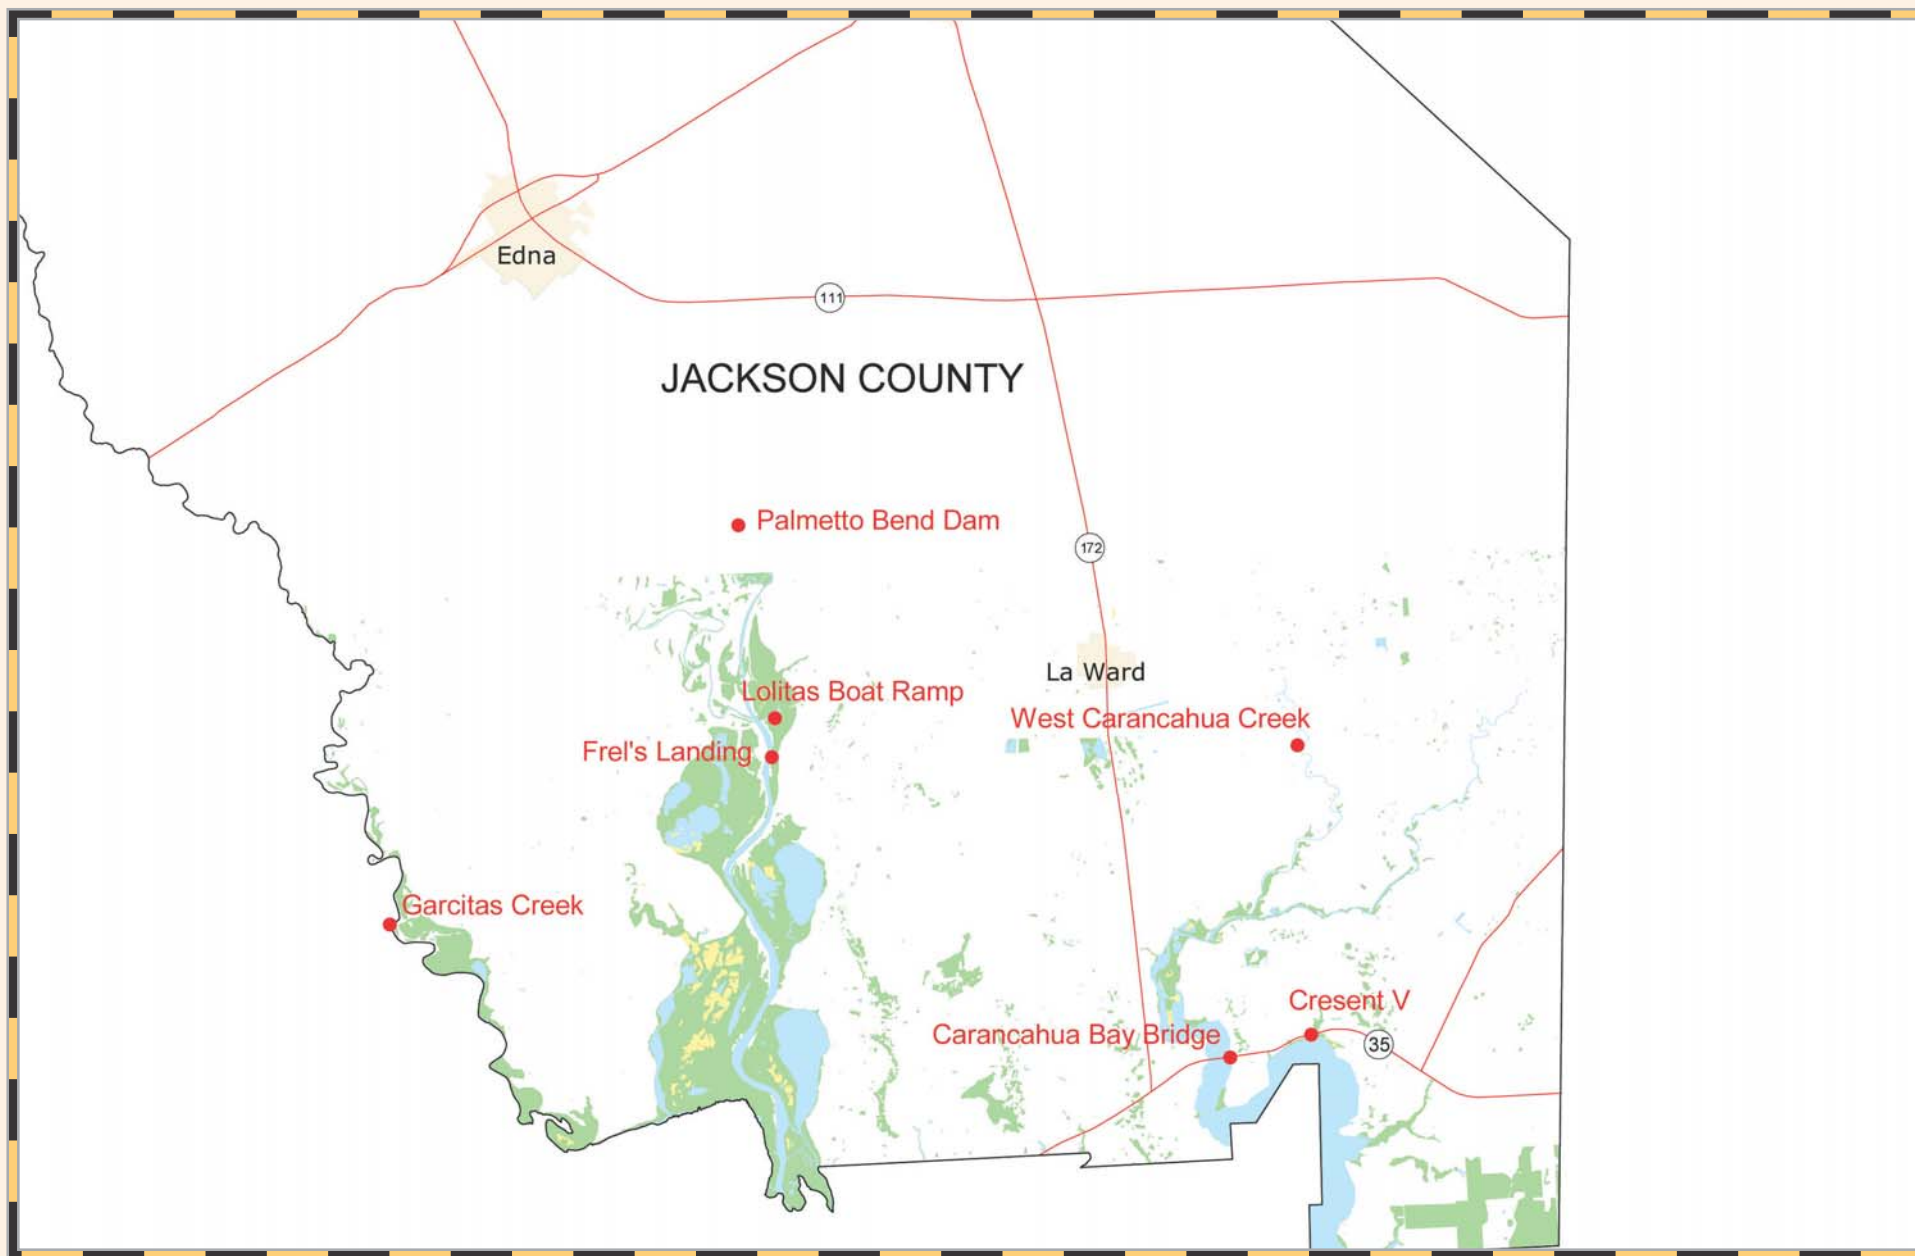 Edna
111
JACKSON COUNTY
Palmetto Bend Dam
172
La Ward
Lolitas Boat Ramp
West Carancahua Creek
Frel's Landing
Garcitas Creek
Cresent V
Carancahua Bay Bridge
35